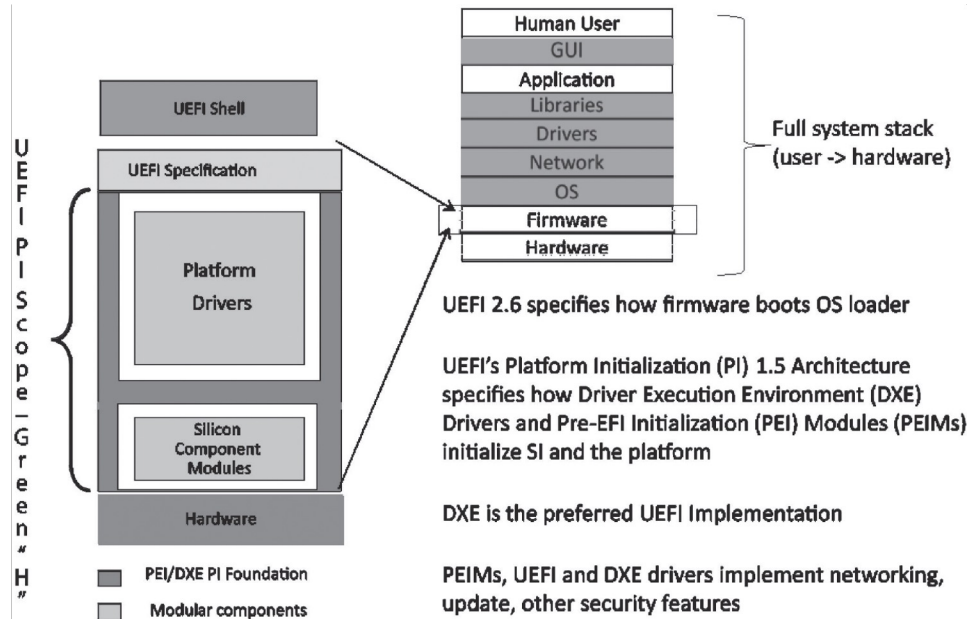 UEFI PI Scope – Green "H"
UEFI Shell
UEFI Specification
Platform
Drivers
Silicon
Component
Modules
Hardware
PEI/DXE PI Foundation
Modular components
Human User
GUI
Application
Libraries
Drivers
Network
OS
Firmware
Hardware
Full system stack
(user -> hardware)
UEFI 2.6 specifies how firmware boots OS loader
UEFI's Platform Initialization (PI) 1.5 Architecture
specifies how Driver Execution Environment (DXE)
Drivers and Pre-EFI Initialization (PEI) Modules (PEIMs)
initialize SI and the platform
DXE is the preferred UEFI Implementation
PEIMs, UEFI and DXE drivers implement networking,
update, other security features